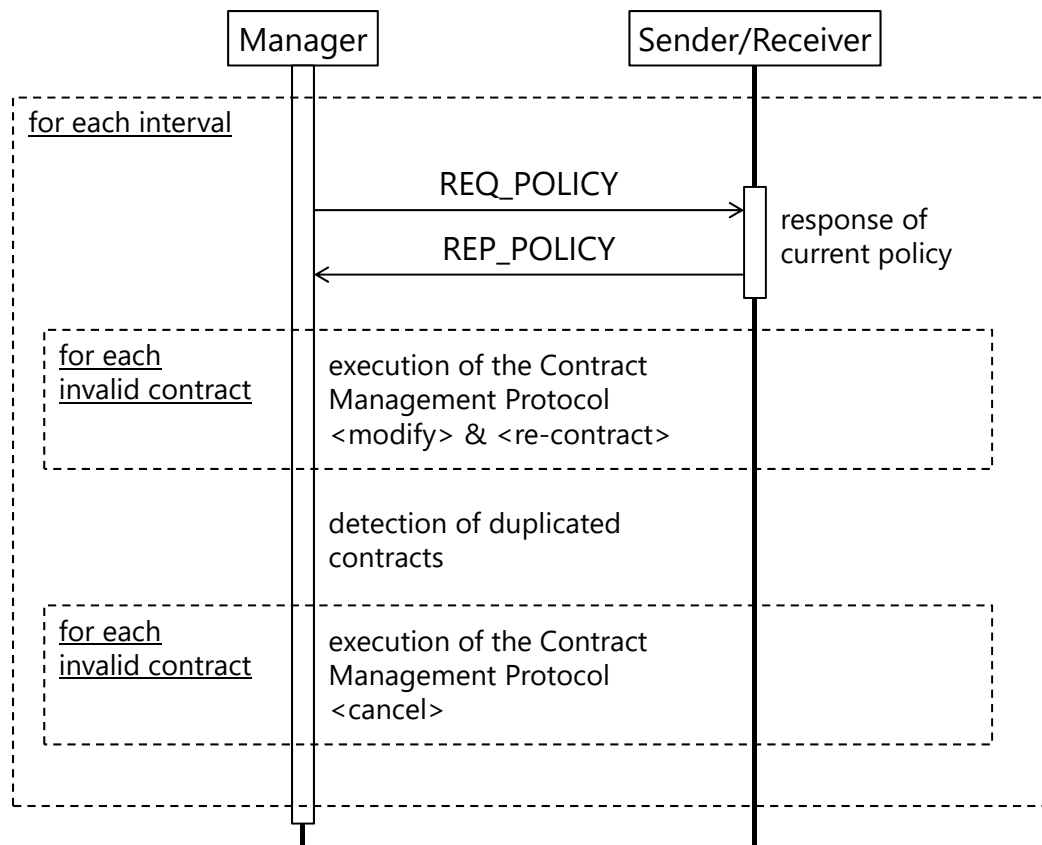 Manager
Sender/Receiver
for each interval
REQ_POLICY
response of
current policy
REP_POLICY
for each
invalid contract
execution of the Contract
Management Protocol
<modify> & <re-contract>
detection of duplicated
contracts
for each
invalid contract
execution of the Contract
Management Protocol
<cancel>